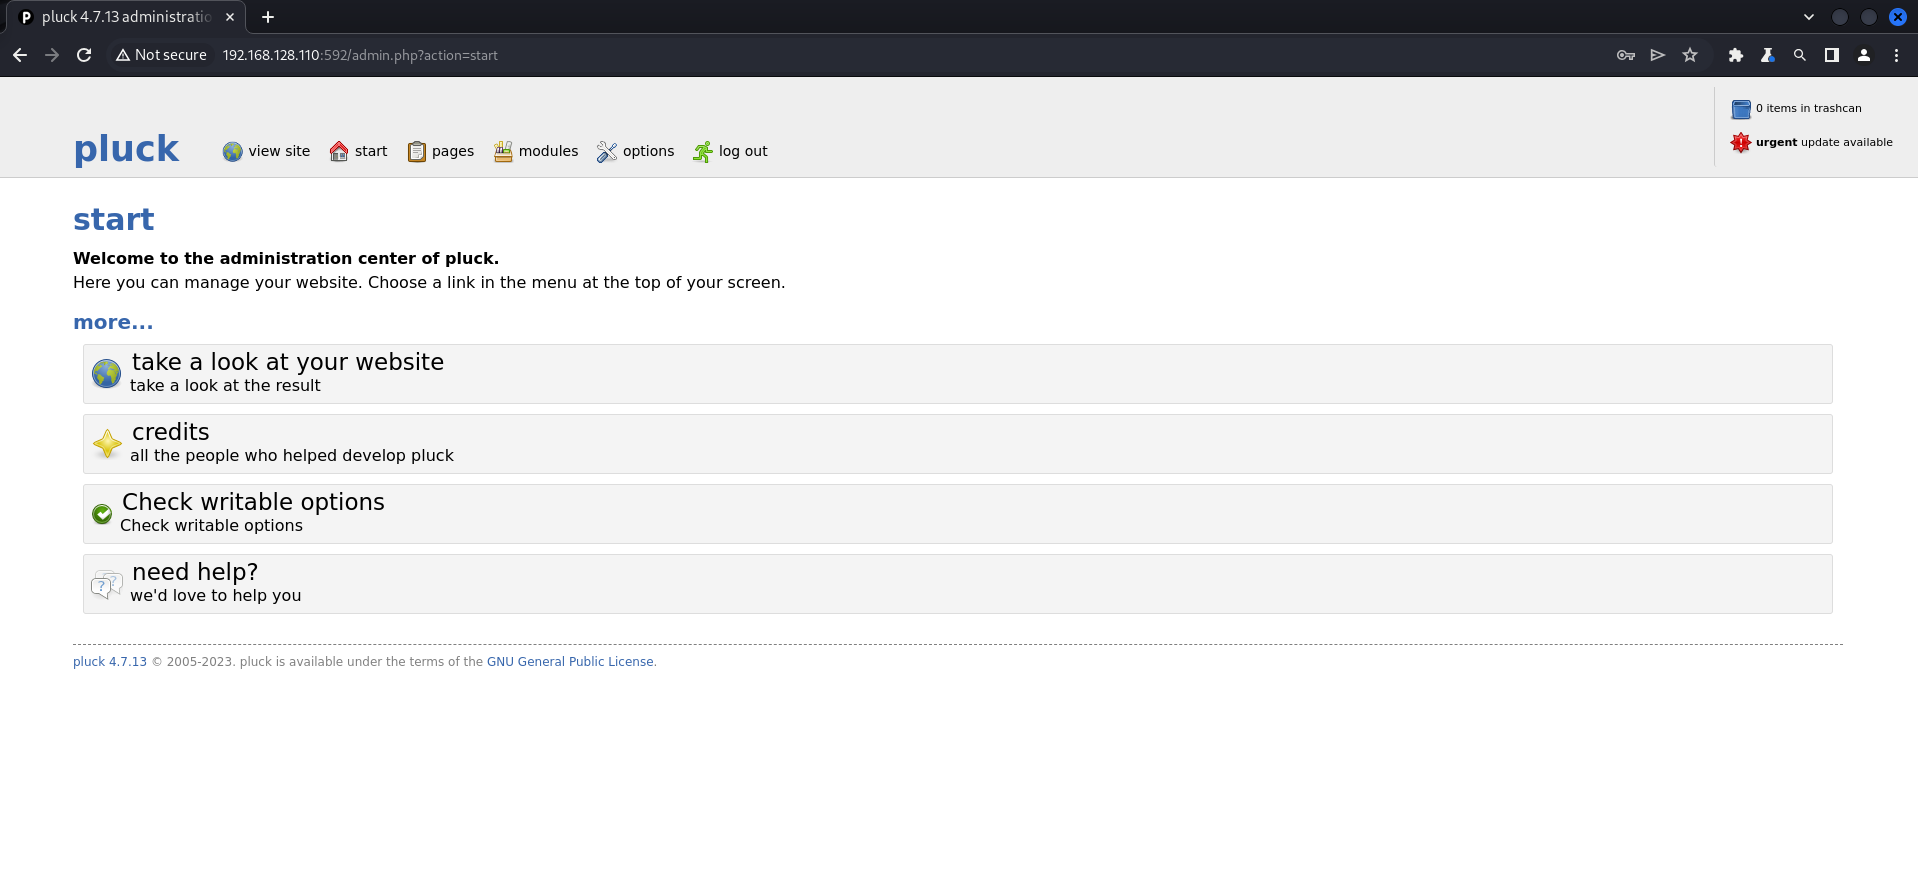 pluck 4.7.13 administratio
Not secure 192.168.128.110:592/admin.php?action=start
0 items in trashcan
urgent update available
pluck view site start pages modules options log out
start
Welcome to the administration center of pluck.
Here you can manage your website. Choose a link in the menu at the top of your screen.
more...
take a look at your website
take a look at the result
credits
all the people who helped develop pluck
Check writable options
Check writable options
need help?
we'd love to help you
pluck 4.7.13 © 2005-2023. pluck is available under the terms of the GNU General Public License.